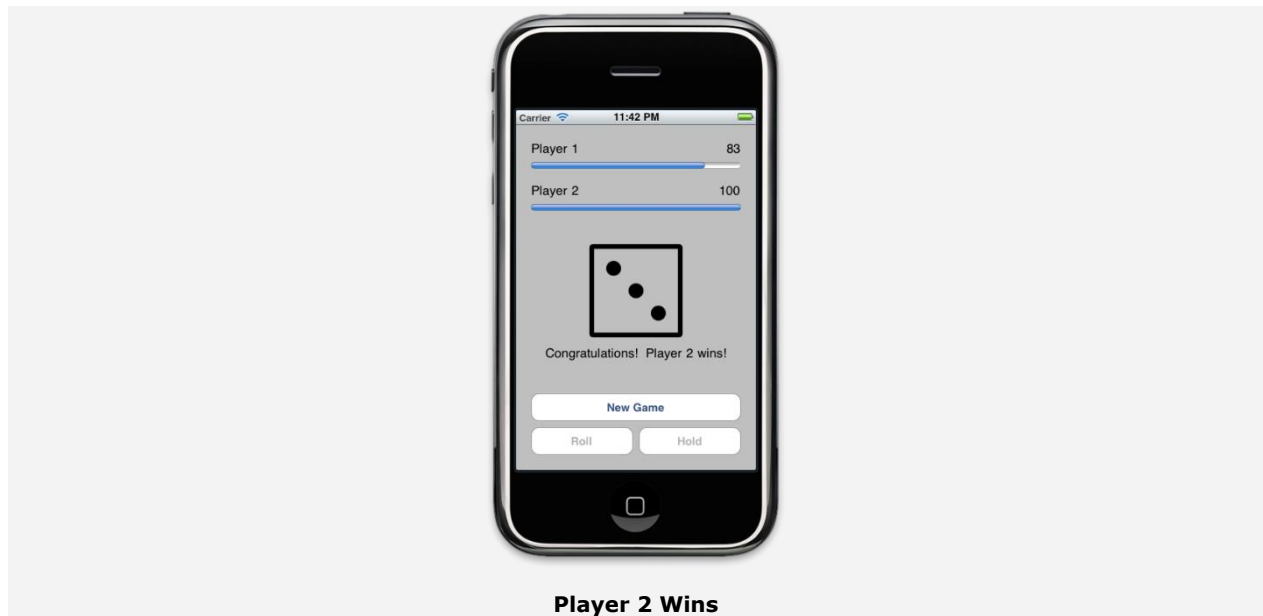 Carrier 11:42 PM
Player 1 83
Player 2 100
Congratulations! Player 2 wins!
New Game
Roll Hold
Player 2 Wins